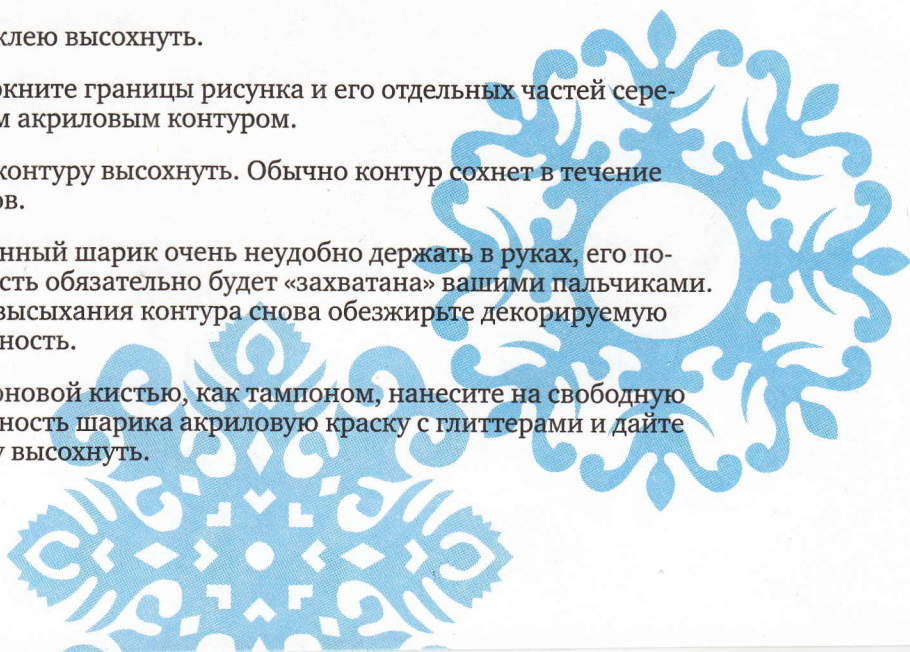 клею высохнуть.
кните границы рисунка и его отдельных частей сере-
м акриловым контуром.
контуру высохнуть. Обычно контур сохнет в течение
ов.
нный шарик очень неудобно держать в руках, его по-
сть обязательно будет «захватана» вашими пальчиками.
высыхания контура снова обезжирьте декорируемую
ность.
оновой кистью, как тампоном, нанесите на свободную
ность шарика акриловую краску с глиттерами и дайте
у высохнуть.